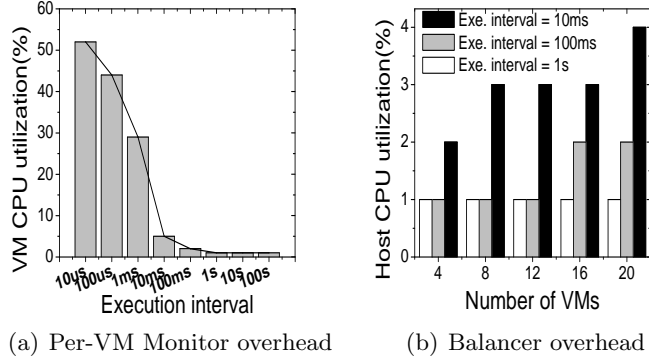 60
50
40
30
20
10
0
VM CPU utilization(%)
10μs
100μs
1ms
10ms
100ms
1s
10s
100s
Execution interval
(a) Per-VM Monitor overhead
Exe. interval = 10ms
Exe. interval = 100ms
Exe. interval = 1s
4
3
2
1
0
Host CPU utilization(%)
4 8 12 16 20
Number of VMs
(b) Balancer overhead